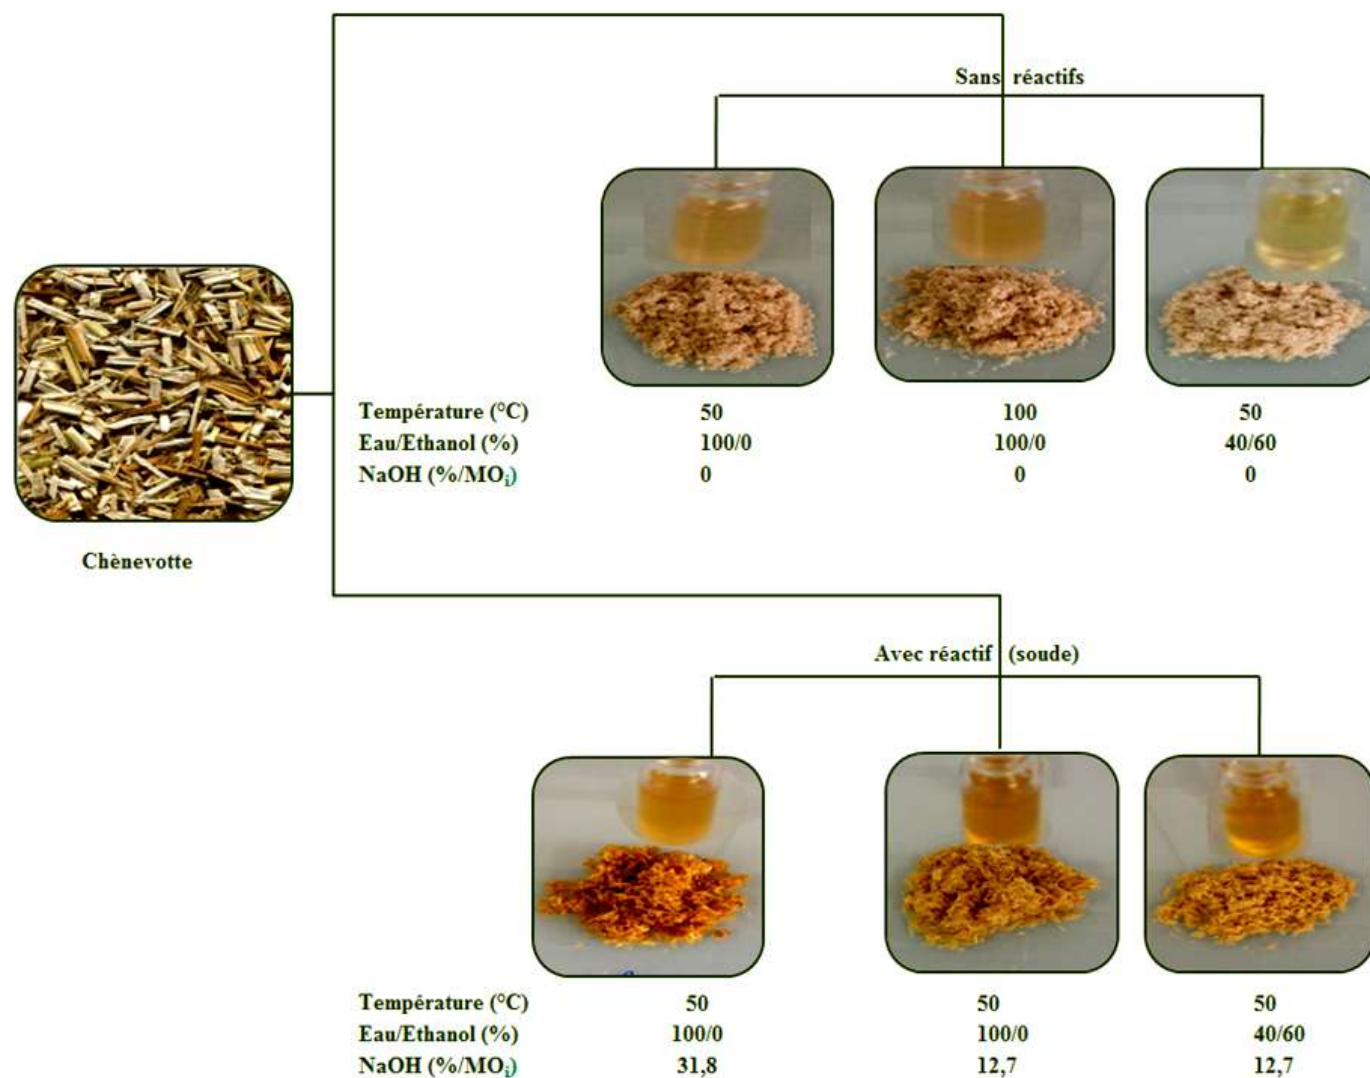 Sans réactifs
Température (°C) 50 100 50
Eau/Ethanol (%) 100/0 100/0 40/60
NaOH (%/MOi) 0 0 0
Chènevotte
Avec réactif (soude)
Température (°C) 50 50 50
Eau/Ethanol (%) 100/0 100/0 40/60
NaOH (%/MOi) 31,8 12,7 12,7